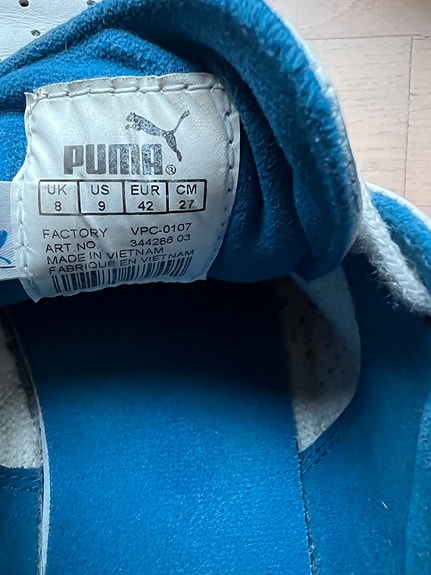 PUMA®
UK US EUR CM
8 9 42 27
FACTORY VPC-0107
ART.NO. 344286 03
MADE IN VIETNAM
FABRIQUE EN VIETNAM